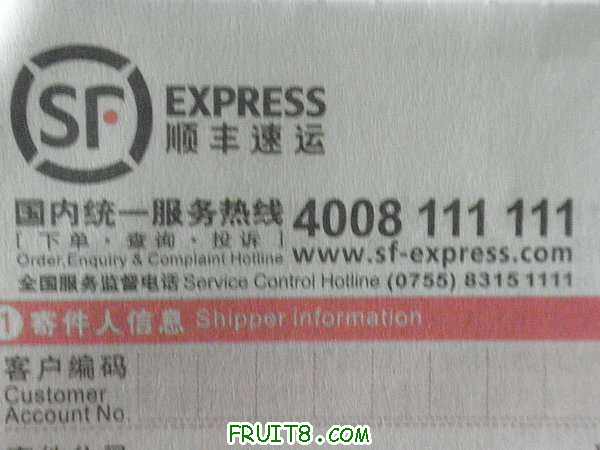 SF EXPRESS
顺丰速运
国内统一服务热线 4008 111 111
[下单·查询·投诉] www.sf-express.com
Order,Enquiry & Complaint Hotline
全国服务监督电话 Service Control Hotline (0755) 8315 1111
1 寄件人信息 Shipper information
客户编码
Customer
Account No.
FRUIT8.COM